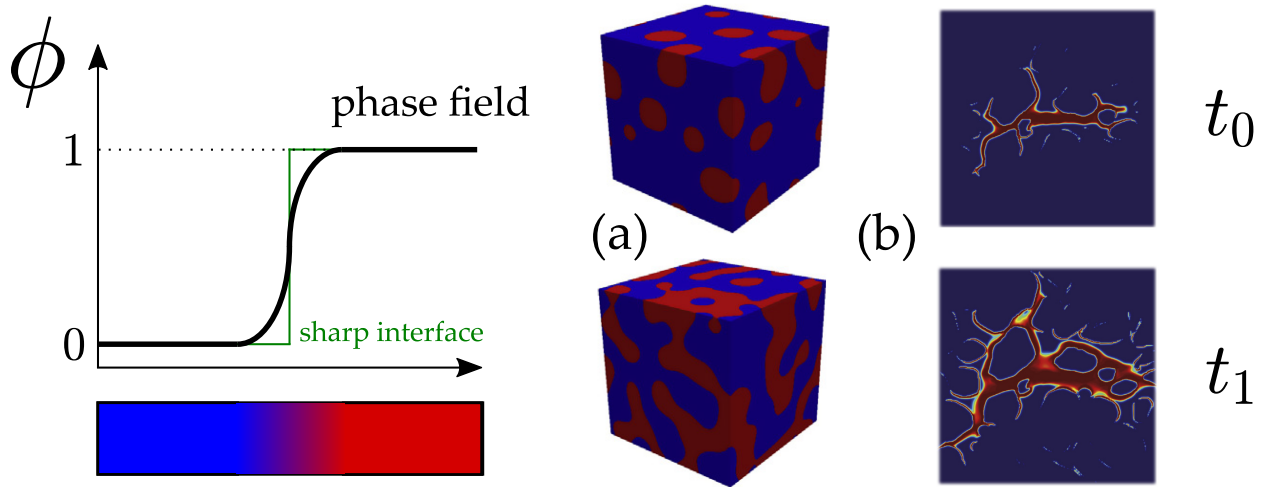 ϕ
phase field
1
0
sharp interface
(a)
(b)
t₀
t₁